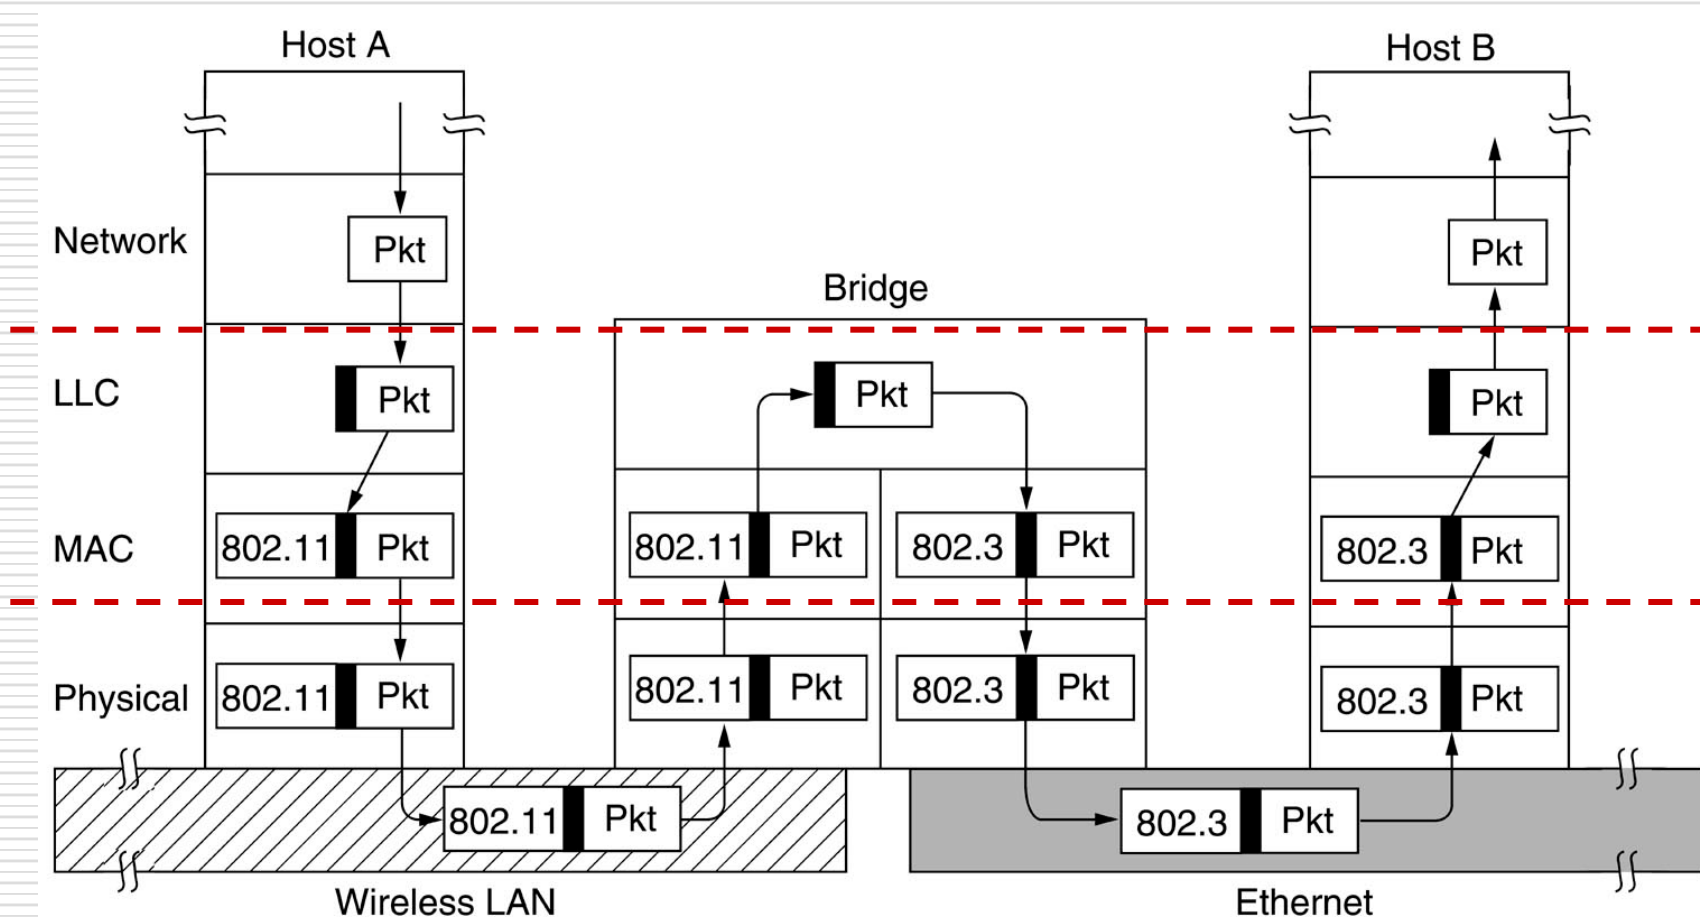 Host A
Host B
Network
Pkt
Pkt
Bridge
LLC
Pkt
Pkt
Pkt
MAC
802.11 Pkt
802.11 Pkt
802.3 Pkt
802.3 Pkt
Physical
802.11 Pkt
802.11 Pkt
802.3 Pkt
802.3 Pkt
802.11 Pkt
802.3 Pkt
Wireless LAN
Ethernet